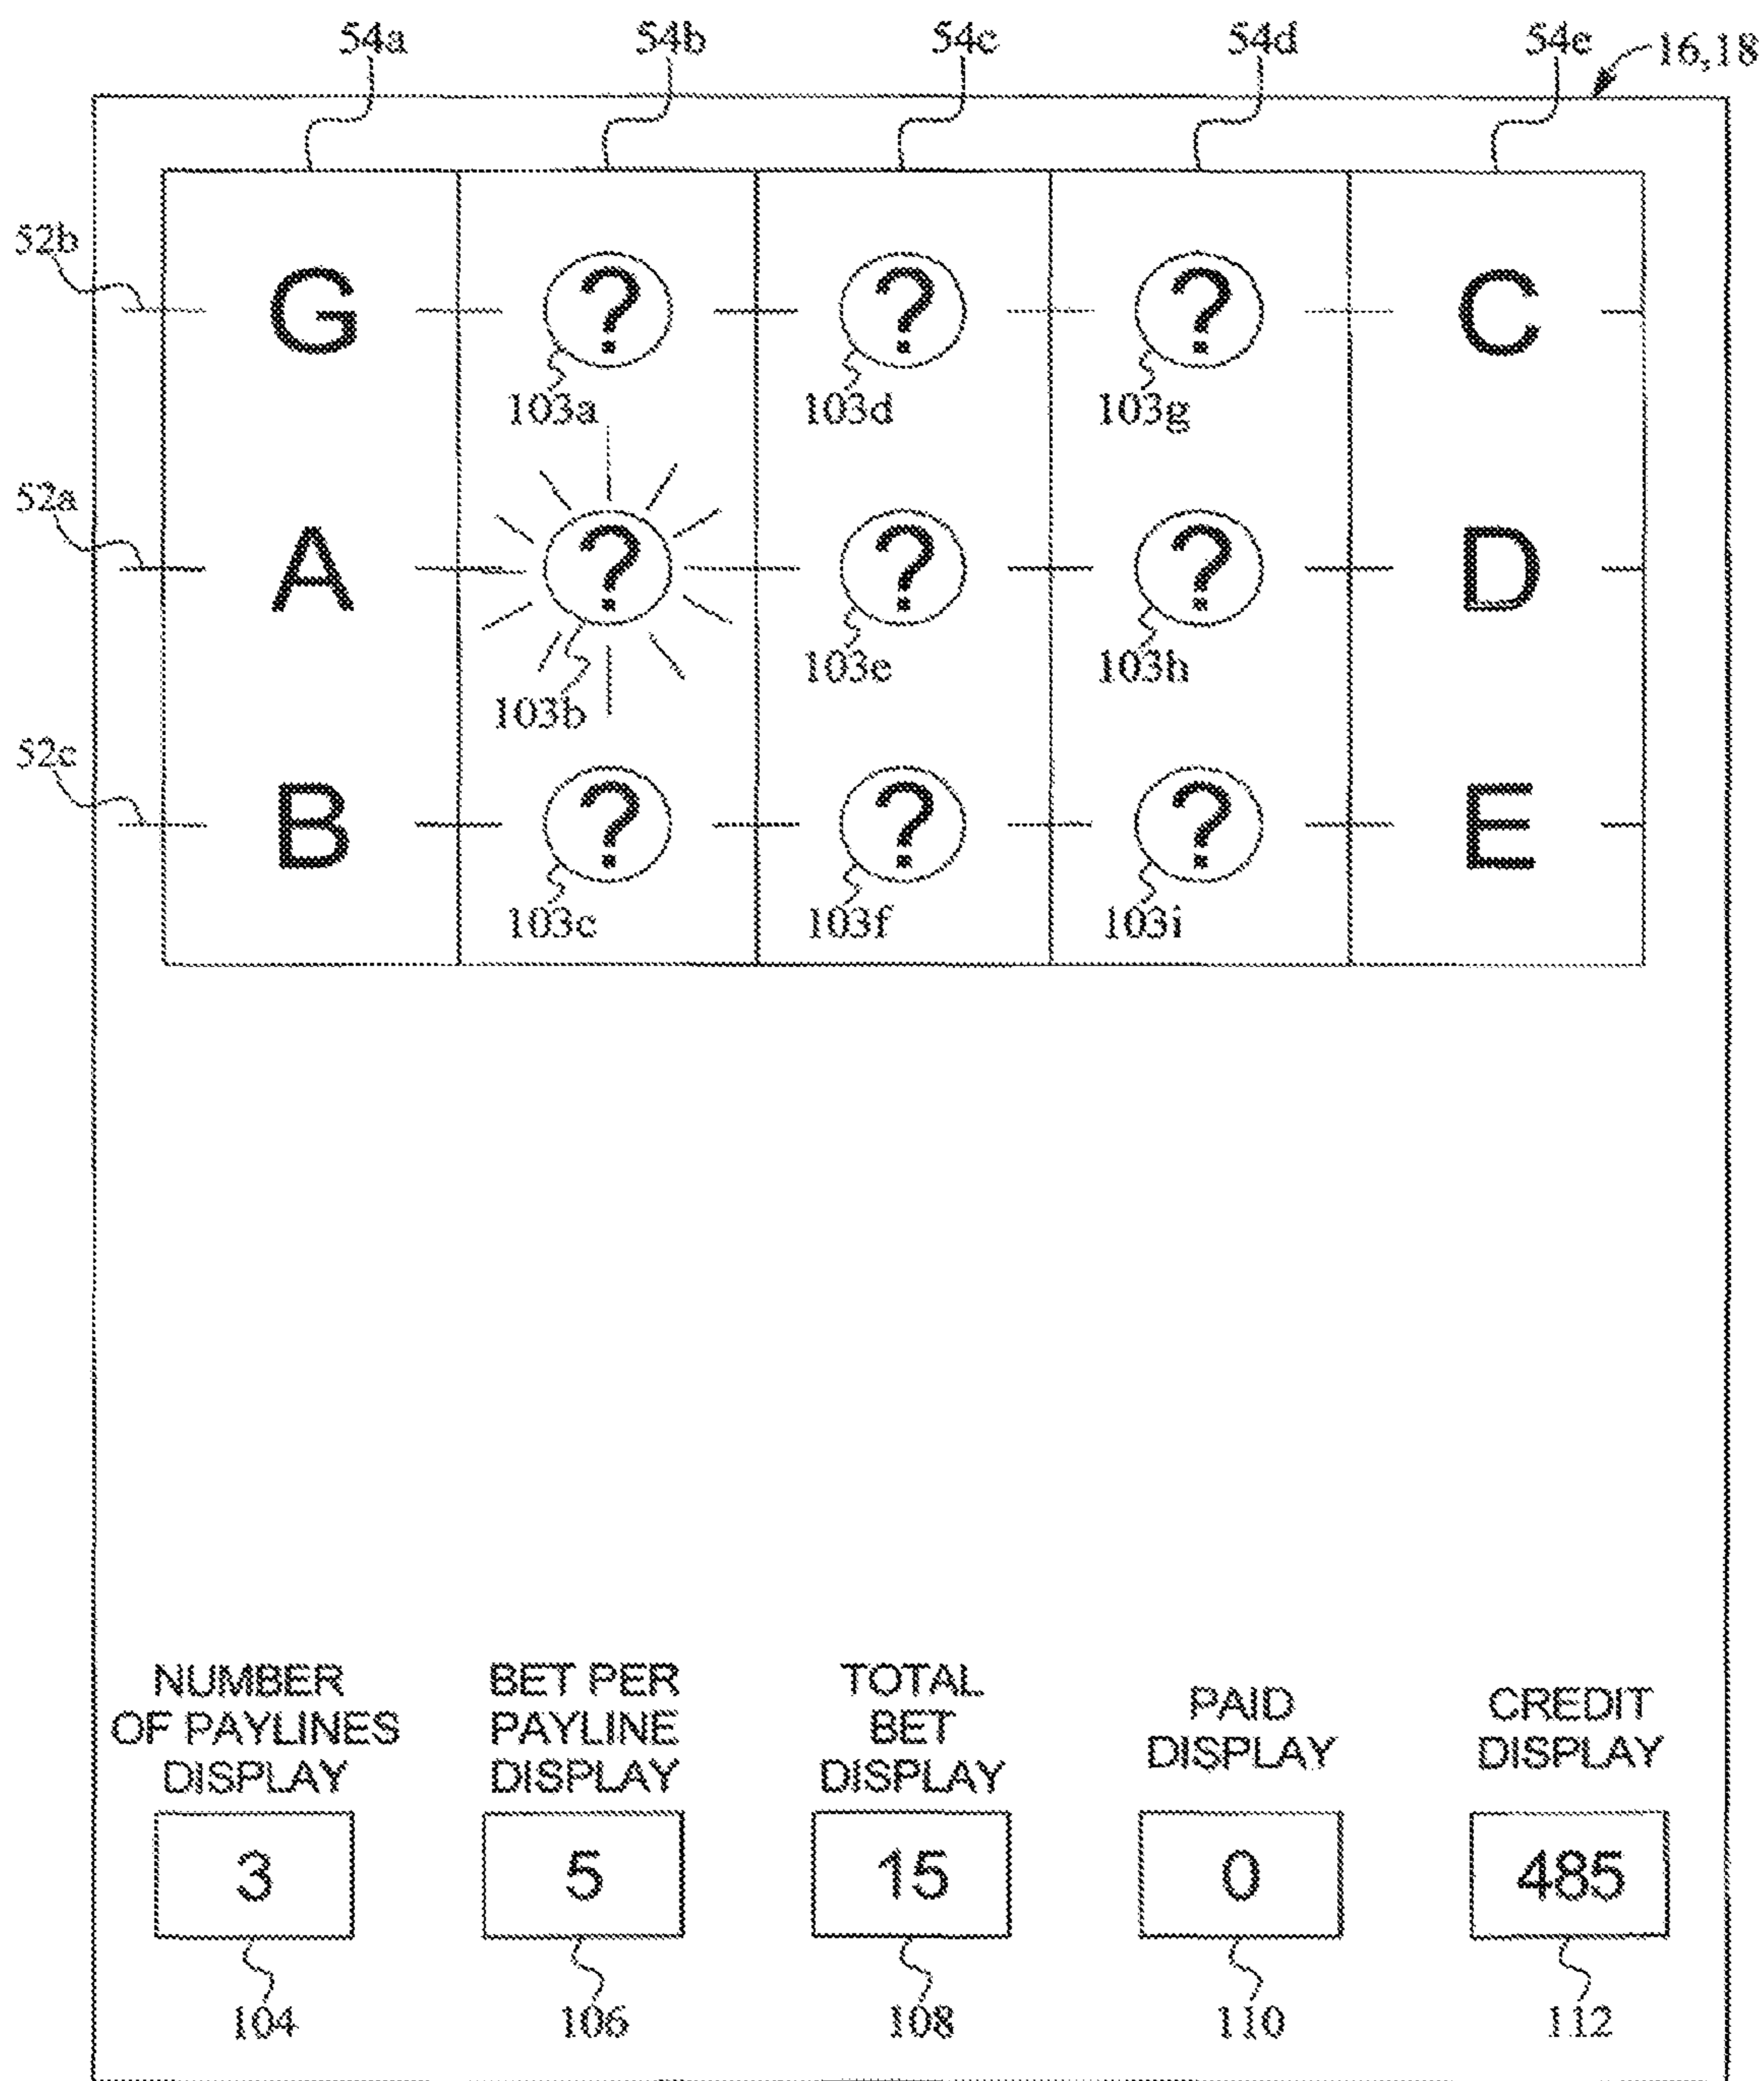 54a 54b 54c 54d 54e 16,18
52b G ? ? ? C
103a 103d 103g
52a A ? ? ? D
103e 103h
103b
52c B ? ? ? E
103c 103f 103i
NUMBER OF PAYLINES DISPLAY
BET PER PAYLINE DISPLAY
TOTAL BET DISPLAY
PAID DISPLAY
CREDIT DISPLAY
3 5 15 0 485
104 106 108 110 112